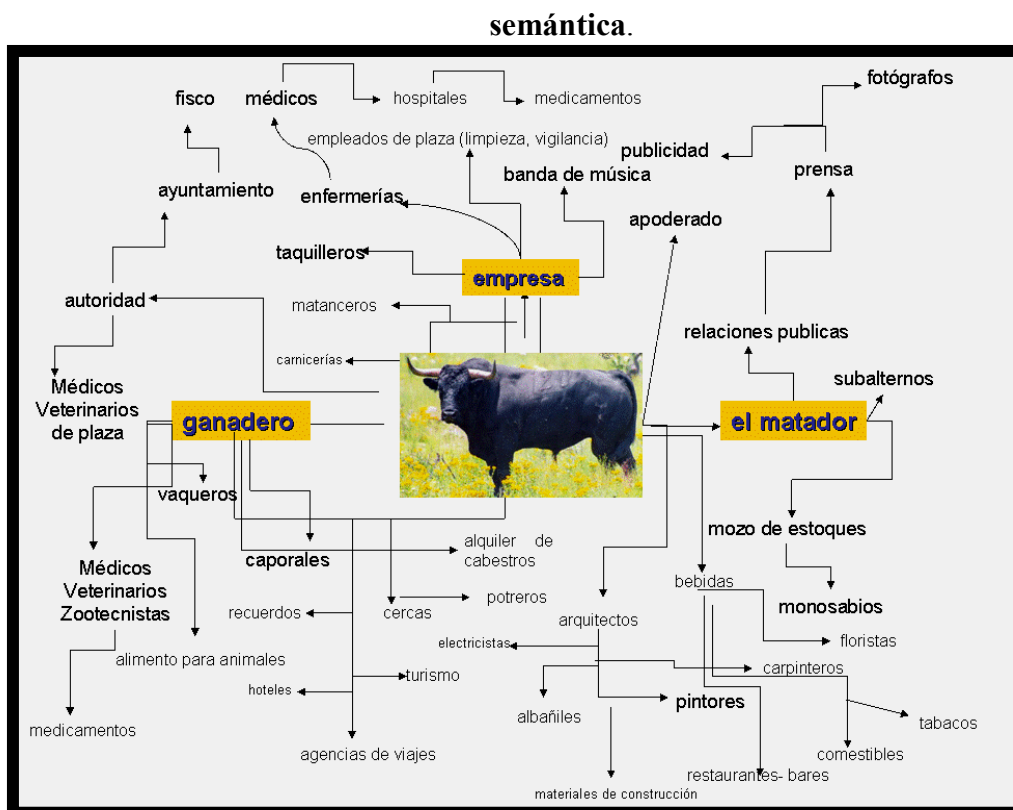 semántica.
fotógrafos
fisco
médicos
hospitales
medicamentos
empleados de plaza (limpieza, vigilancia)
publicidad
banda de música
prensa
ayuntamiento
enfermerías
apoderado
taquilleros
empresa
autoridad
matanceros
relaciones publicas
carnicerías
subalternos
Médicos
Veterinarios
de plaza
ganadero
el matador
vaqueros
mozo de estoques
alquiler de
cabestros
caporales
Médicos
Veterinarios
Zootecnistas
bebidas
potreros
monosabios
recuerdos
cercas
arquitectos
electricistas
floristas
alimento para animales
carpinteros
turismo
hoteles
pintores
albañiles
tabacos
medicamentos
agencias de viajes
comestibles
restaurantes- bares
materiales de construcción